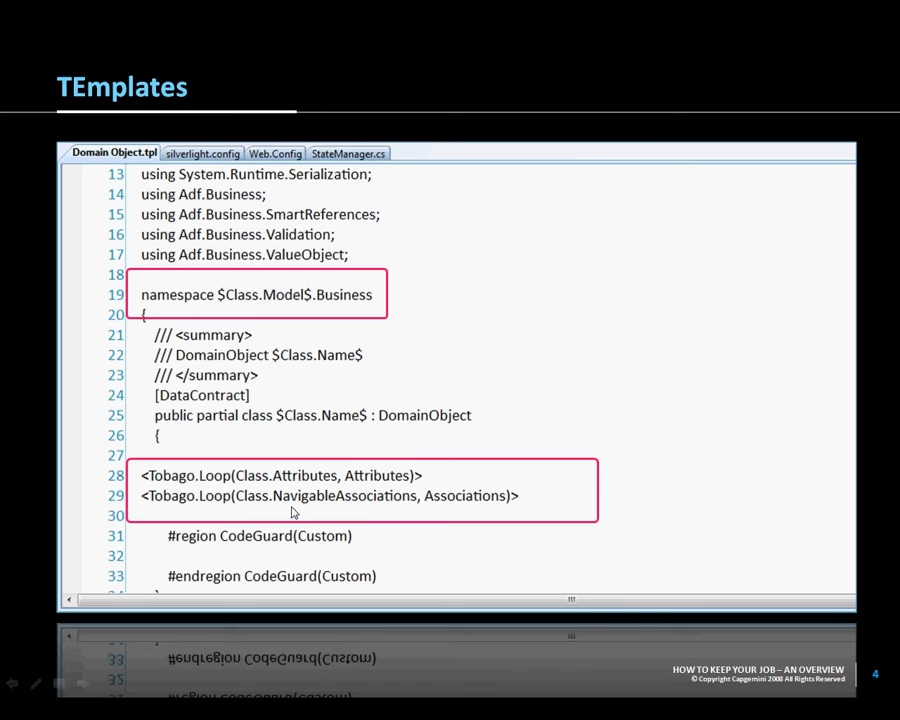 TEmplates
Domain Object.tpl silverlight.config Web.Config StateManager.cs
13 using System.Runtime.Serialization;
14 using Adf.Business;
15 using Adf.Business.SmartReferences;
16 using Adf.Business.Validation;
17 using Adf.Business.ValueObject;
18
19 namespace $Class.Model$.Business
20 {
21 /// <summary>
22 /// DomainObject $Class.Name$
23 /// </summary>
24 [DataContract]
25 public partial class $Class.Name$ : DomainObject
26 {
27
28 <Tobago.Loop(Class.Attributes, Attributes)>
29 <Tobago.Loop(Class.NavigableAssociations, Associations)>
30
31 #region CodeGuard(Custom)
32
33 #endregion CodeGuard(Custom)
33 #endregion CodeGuard(Custom)
32
HOW TO KEEP YOUR JOB – AN OVERVIEW
© Copyright Capgemini 2008 All Rights Reserved
4